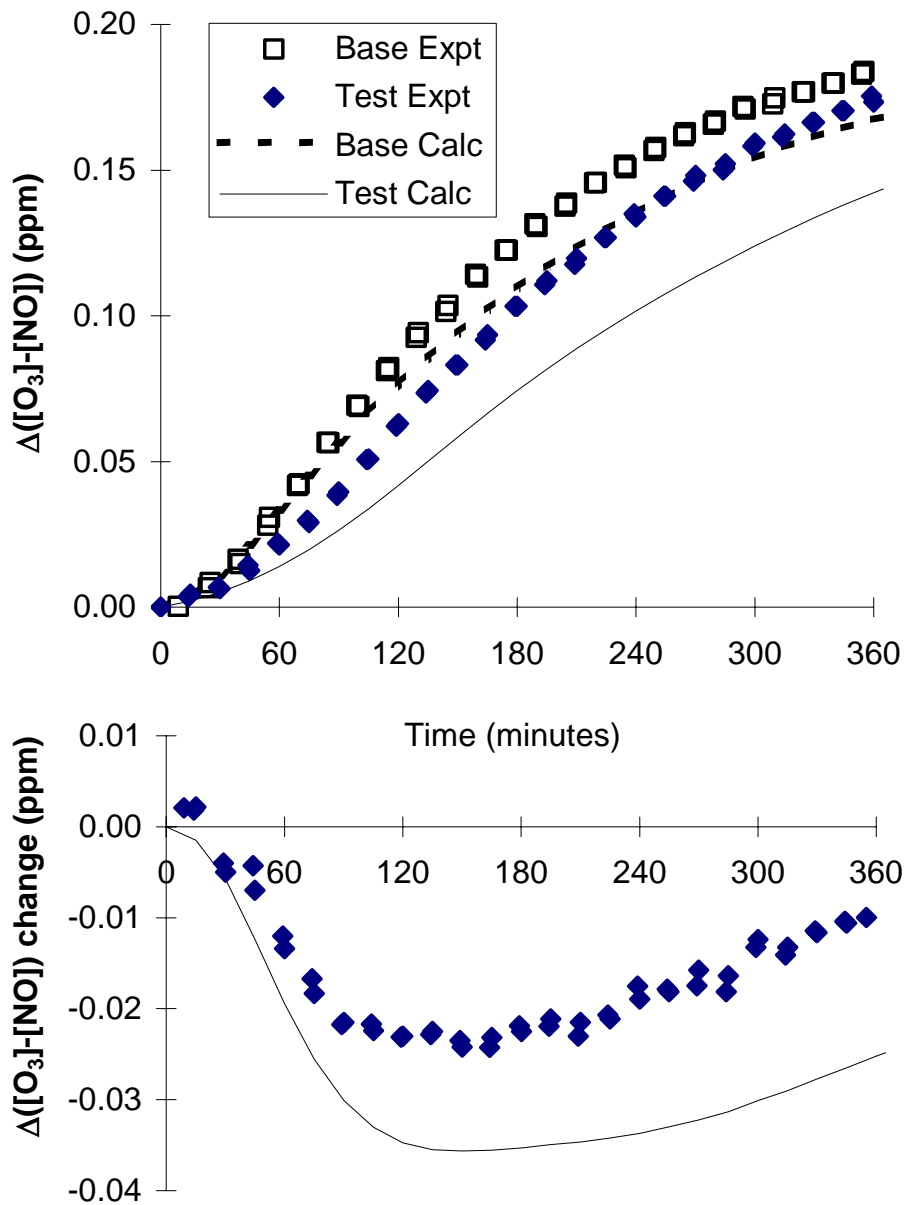 Δ([O₃]-[NO]) (ppm)
0.20
0.15
0.10
0.05
0.00
Base Expt
Test Expt
Base Calc
Test Calc
0 60 120 180 240 300 360
Time (minutes)
Δ([O₃]-[NO]) change (ppm)
0.01
0.00
-0.01
-0.02
-0.03
-0.04
0 60 120 180 240 300 360